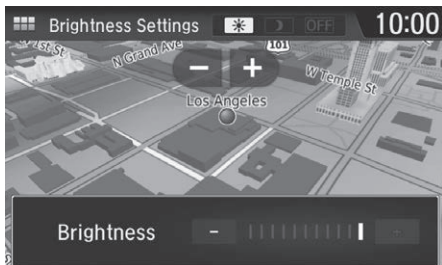 Brightness Settings OFF 10:00
1st St
N Grand Ave
101
W Temple St
Los Angeles
Brightness